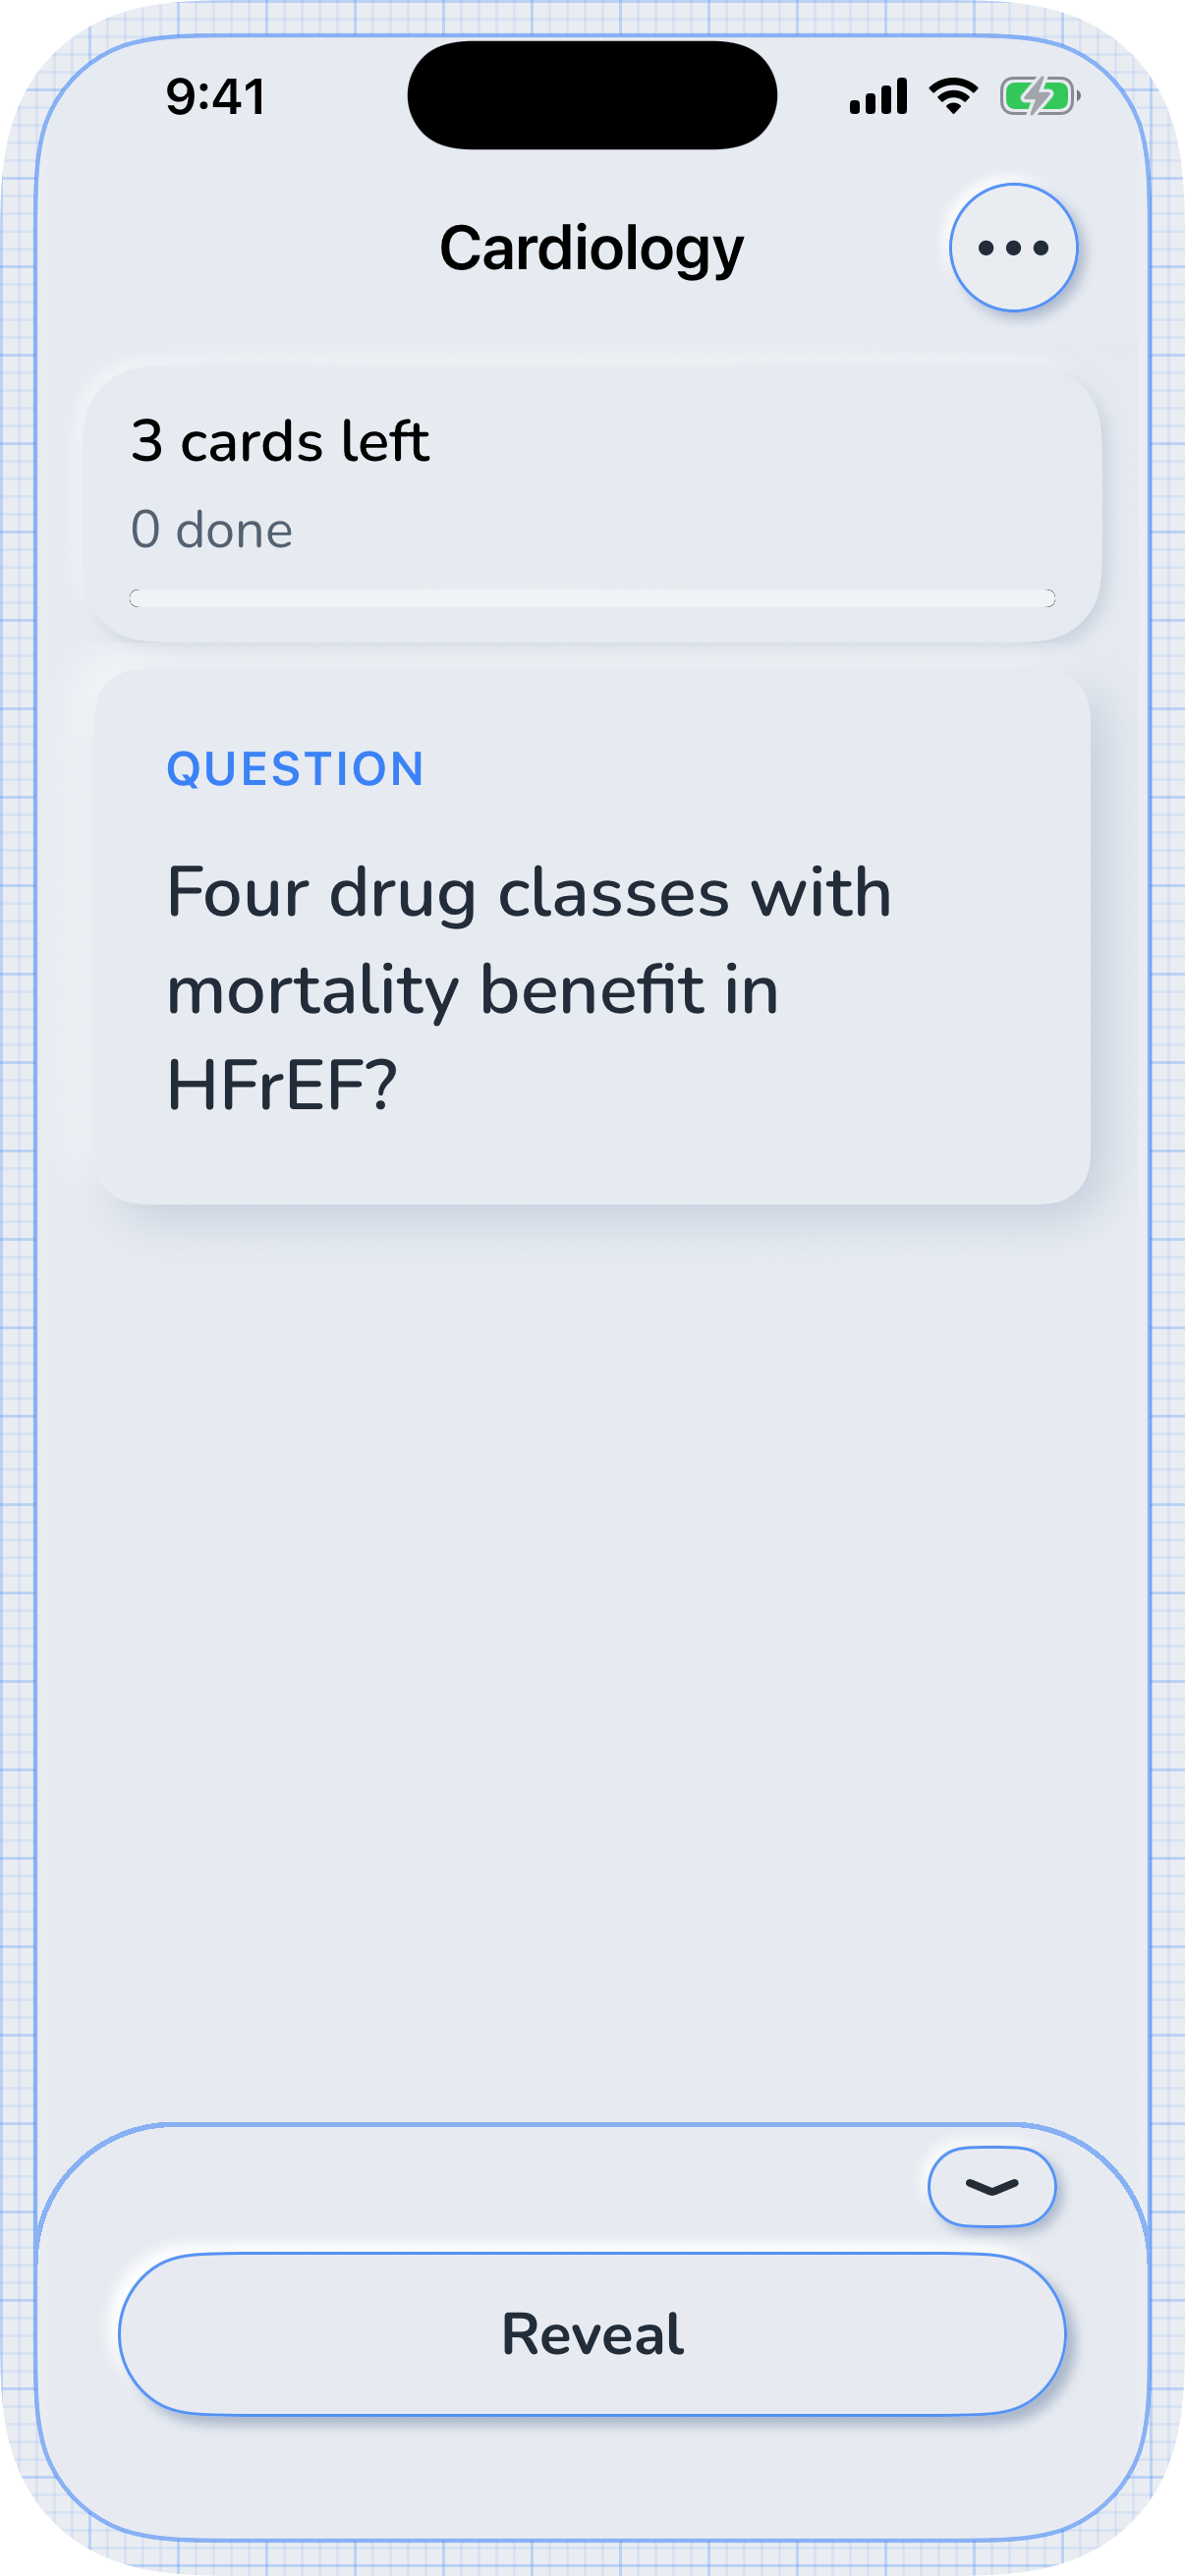 9:41
Cardiology
3 cards left
0 done
QUESTION
Four drug classes with
mortality benefit in
HFrEF?
Reveal